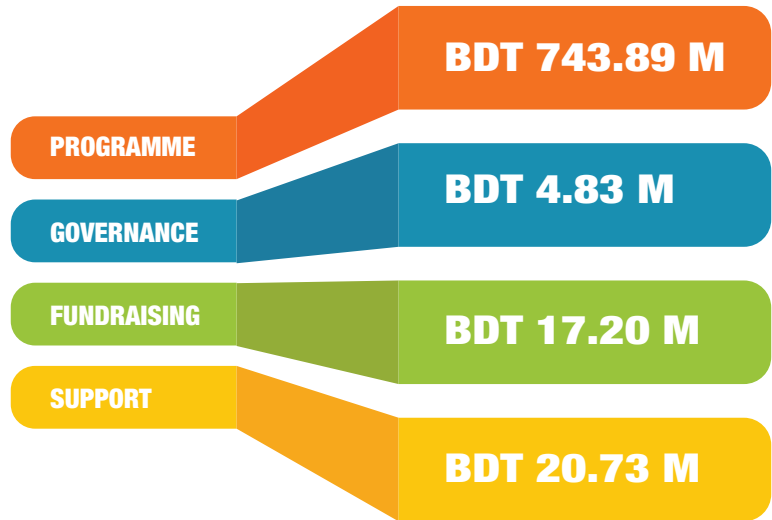 PROGRAMME
BDT 743.89 M
GOVERNANCE
BDT 4.83 M
FUNDRAISING
BDT 17.20 M
SUPPORT
BDT 20.73 M